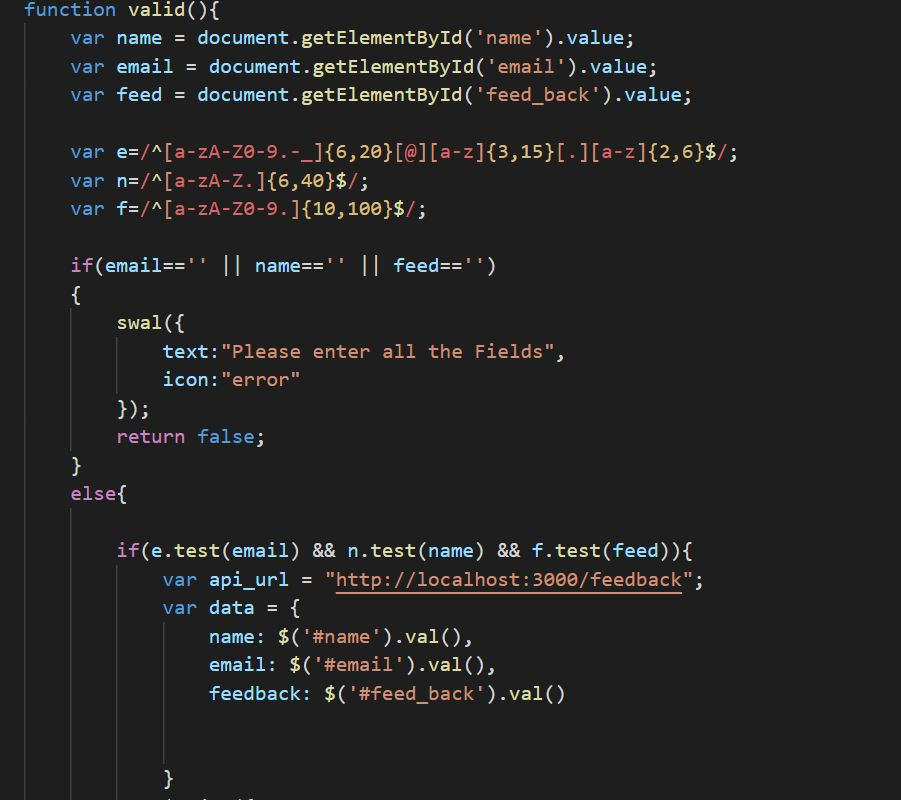 function valid(){
var name = document.getElementById('name').value;
var email = document.getElementById('email').value;
var feed = document.getElementById('feed_back').value;
var e=/^[a-zA-Z0-9.-_]{6,20}[@][a-z]{3,15}[.][a-z]{2,6}$/;
var n=/^[a-zA-Z.]{6,40}$/;
var f=/^[a-zA-Z0-9.]{10,100}$/;
if(email=='' || name=='' || feed=='')
{
swal({
text:"Please enter all the Fields",
icon:"error"
});
return false;
}
else{
if(e.test(email) && n.test(name) && f.test(feed)){
var api_url = "http://localhost:3000/feedback";
var data = {
name: $('#name').val(),
email: $('#email').val(),
feedback: $('#feed_back').val()
}